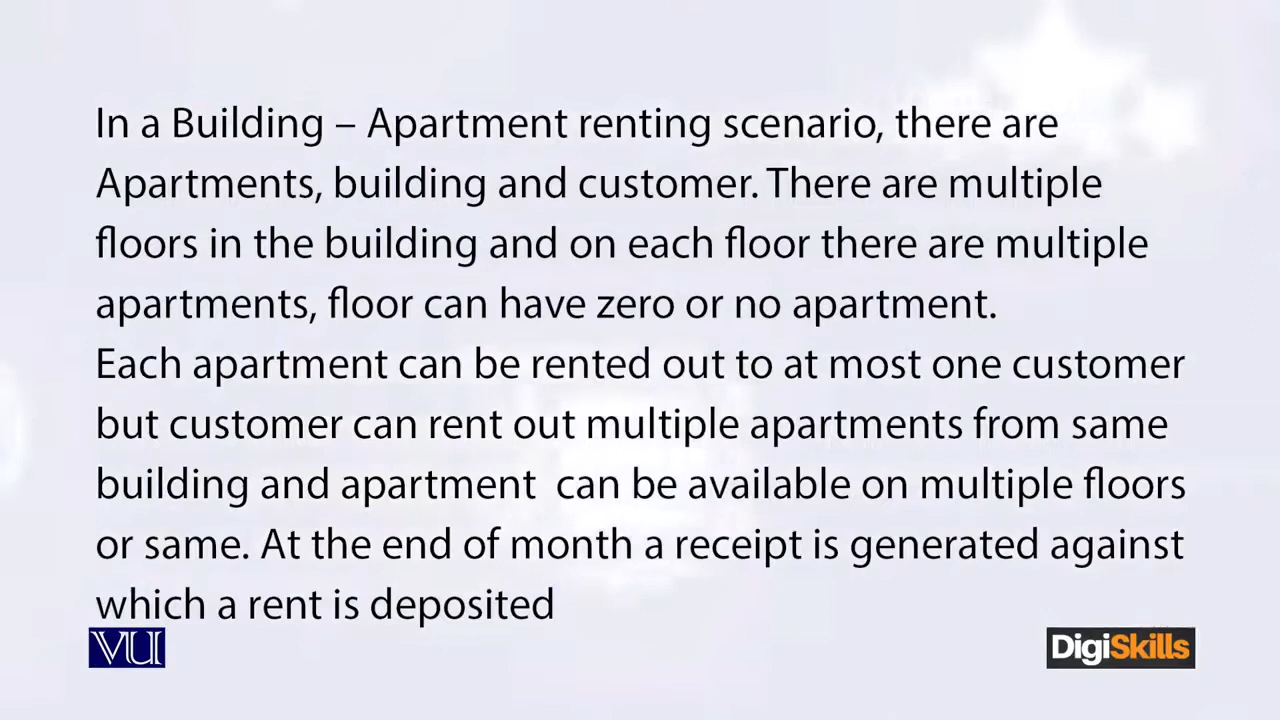 In a Building – Apartment renting scenario, there are
Apartments, building and customer. There are multiple
floors in the building and on each floor there are multiple
apartments, floor can have zero or no apartment.
Each apartment can be rented out to at most one customer
but customer can rent out multiple apartments from same
building and apartment  can be available on multiple floors
or same. At the end of month a receipt is generated against
which a rent is deposited
VU
DigiSkills